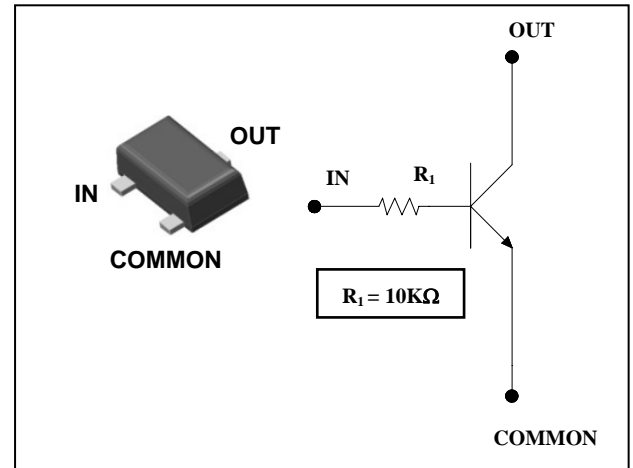 OUT
OUT
IN
IN
R₁
COMMON
R₁ = 10KΩ
COMMON